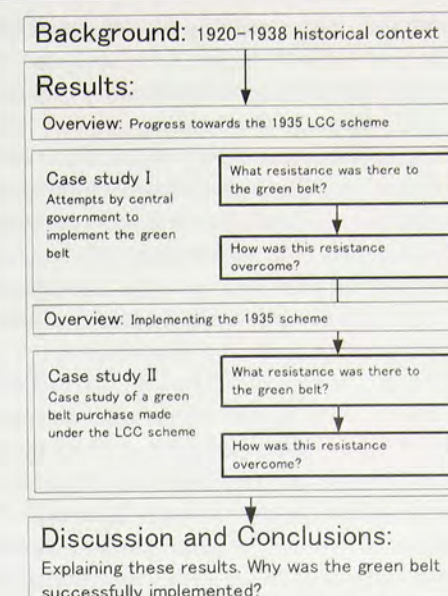 Background: 1920-1938 historical context
Results:
Overview: Progress towards the 1935 LCC scheme
Case study I
Attempts by central
government to
implement the green
belt
What resistance was there to
the green belt?
How was this resistance
overcome?
Overview: Implementing the 1935 scheme
Case study II
Case study of a green
belt purchase made
under the LCC scheme
What resistance was there to
the green belt?
How was this resistance
overcome?
Discussion and Conclusions:
Explaining these results. Why was the green belt
successfully implemented?